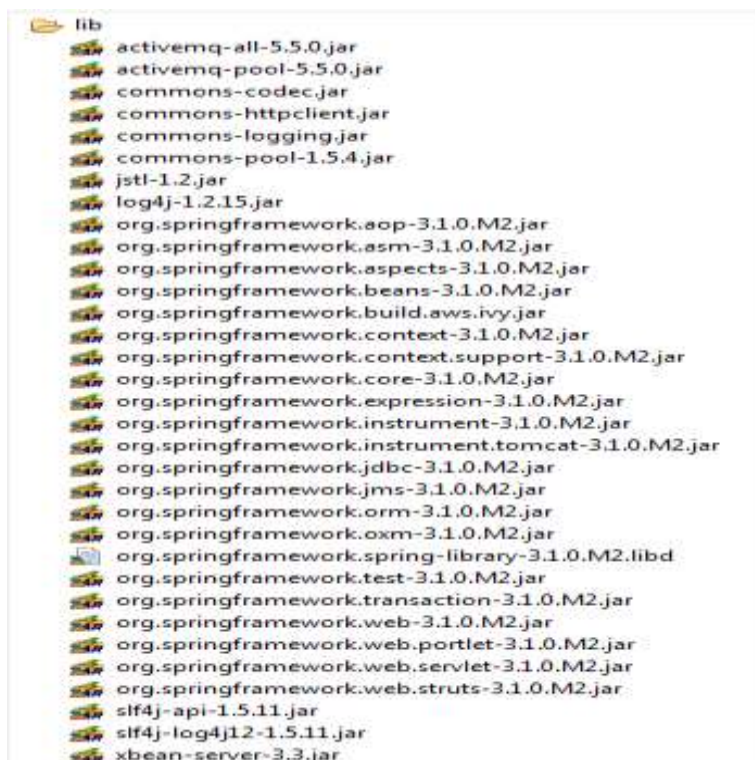 lib
activemq-all-5.5.0.jar
activemq-pool-5.5.0.jar
commons-codec.jar
commons-httpclient.jar
commons-logging.jar
commons-pool-1.5.4.jar
jstl-1.2.jar
log4j-1.2.15.jar
org.springframework.aop-3.1.0.M2.jar
org.springframework.asm-3.1.0.M2.jar
org.springframework.aspects-3.1.0.M2.jar
org.springframework.beans-3.1.0.M2.jar
org.springframework.build.aws.ivy.jar
org.springframework.context-3.1.0.M2.jar
org.springframework.context.support-3.1.0.M2.jar
org.springframework.core-3.1.0.M2.jar
org.springframework.expression-3.1.0.M2.jar
org.springframework.instrument-3.1.0.M2.jar
org.springframework.instrument.tomcat-3.1.0.M2.jar
org.springframework.jdbc-3.1.0.M2.jar
org.springframework.jms-3.1.0.M2.jar
org.springframework.orm-3.1.0.M2.jar
org.springframework.oxm-3.1.0.M2.jar
org.springframework.spring-library-3.1.0.M2.libd
org.springframework.test-3.1.0.M2.jar
org.springframework.transaction-3.1.0.M2.jar
org.springframework.web-3.1.0.M2.jar
org.springframework.web.portlet-3.1.0.M2.jar
org.springframework.web.servlet-3.1.0.M2.jar
org.springframework.web.struts-3.1.0.M2.jar
slf4j-api-1.5.11.jar
slf4j-log4j12-1.5.11.jar
xbean-server-3.3.jar